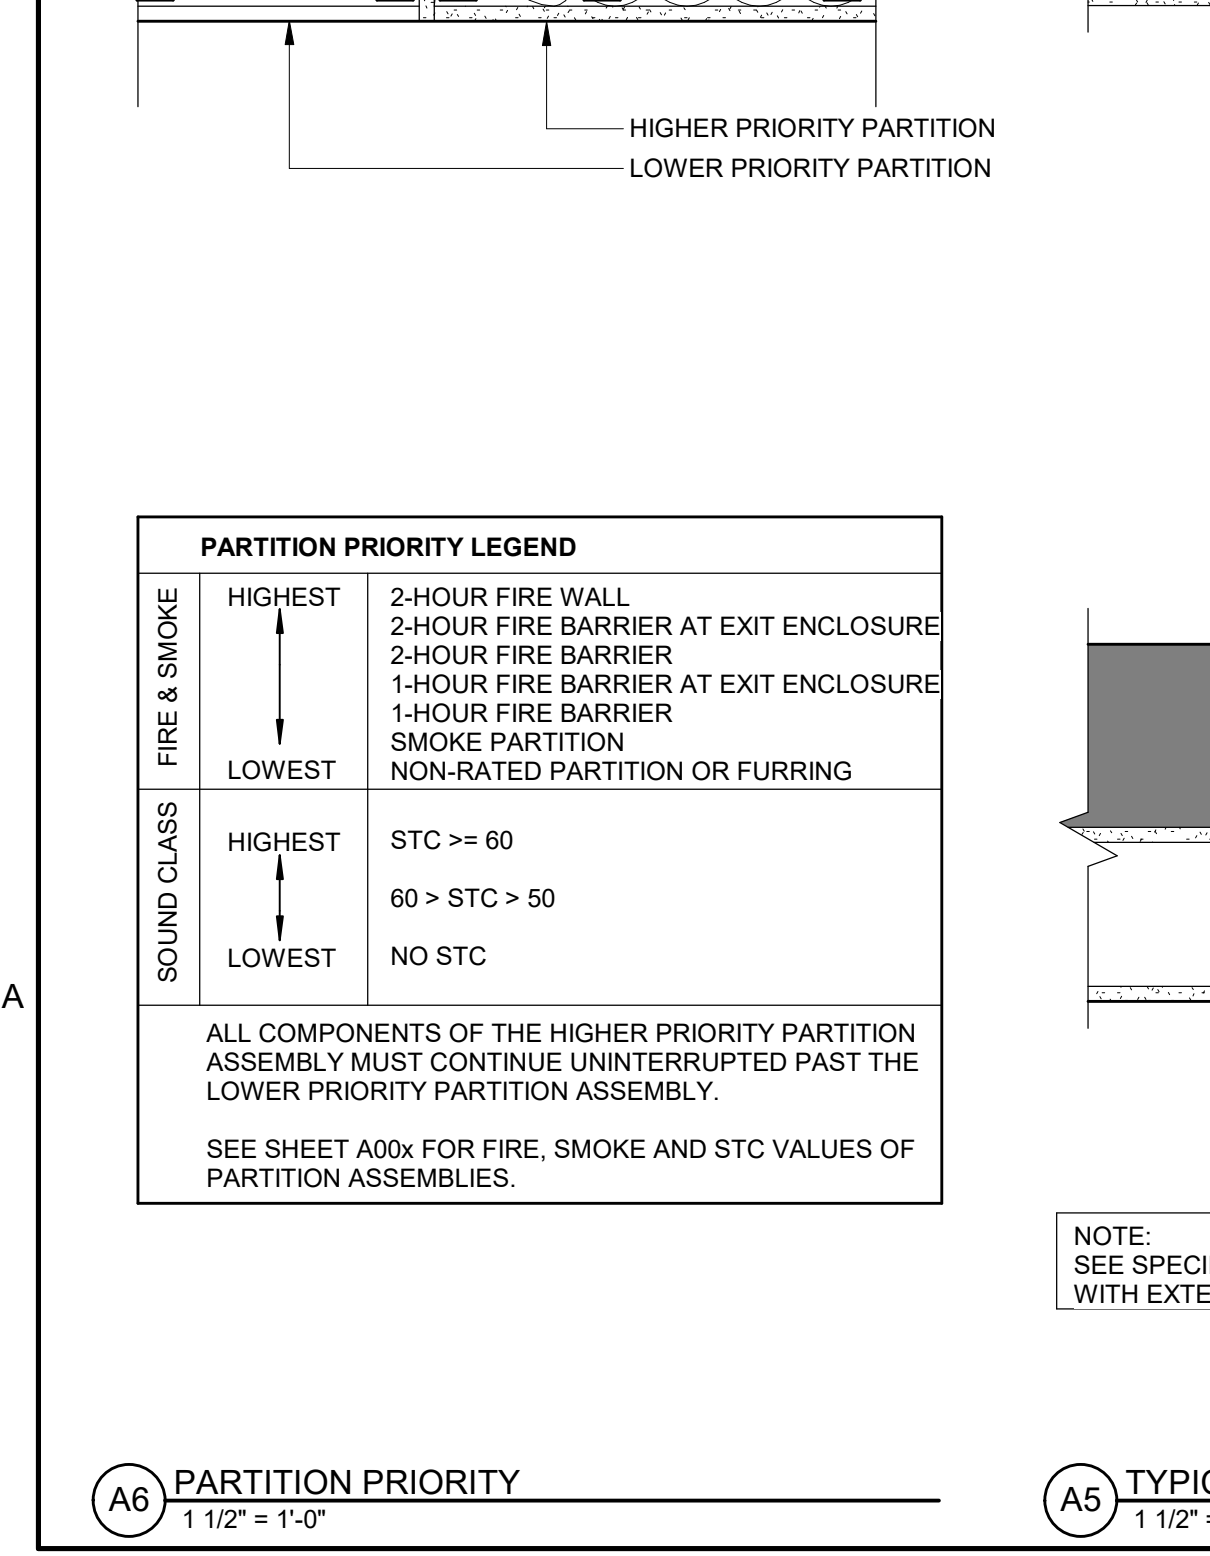 HIGHER PRIORITY PARTITION
LOWER PRIORITY PARTITION
PARTITION PRIORITY LEGEND
FIRE & SMOKE
HIGHEST
LOWEST
2-HOUR FIRE WALL
2-HOUR FIRE BARRIER AT EXIT ENCLOSURE
2-HOUR FIRE BARRIER
1-HOUR FIRE BARRIER AT EXIT ENCLOSURE
1-HOUR FIRE BARRIER
SMOKE PARTITION
NON-RATED PARTITION OR FURRING
SOUND CLASS
HIGHEST
LOWEST
STC >= 60
60 > STC > 50
NO STC
ALL COMPONENTS OF THE HIGHER PRIORITY PARTITION
ASSEMBLY MUST CONTINUE UNINTERRUPTED PAST THE
LOWER PRIORITY PARTITION ASSEMBLY.
SEE SHEET A00x FOR FIRE, SMOKE AND STC VALUES OF
PARTITION ASSEMBLIES.
A
NOTE:
SEE SPECI
WITH EXTE
A6
PARTITION PRIORITY
1 1/2" = 1'-0"
A5
TYPIC
1 1/2" =